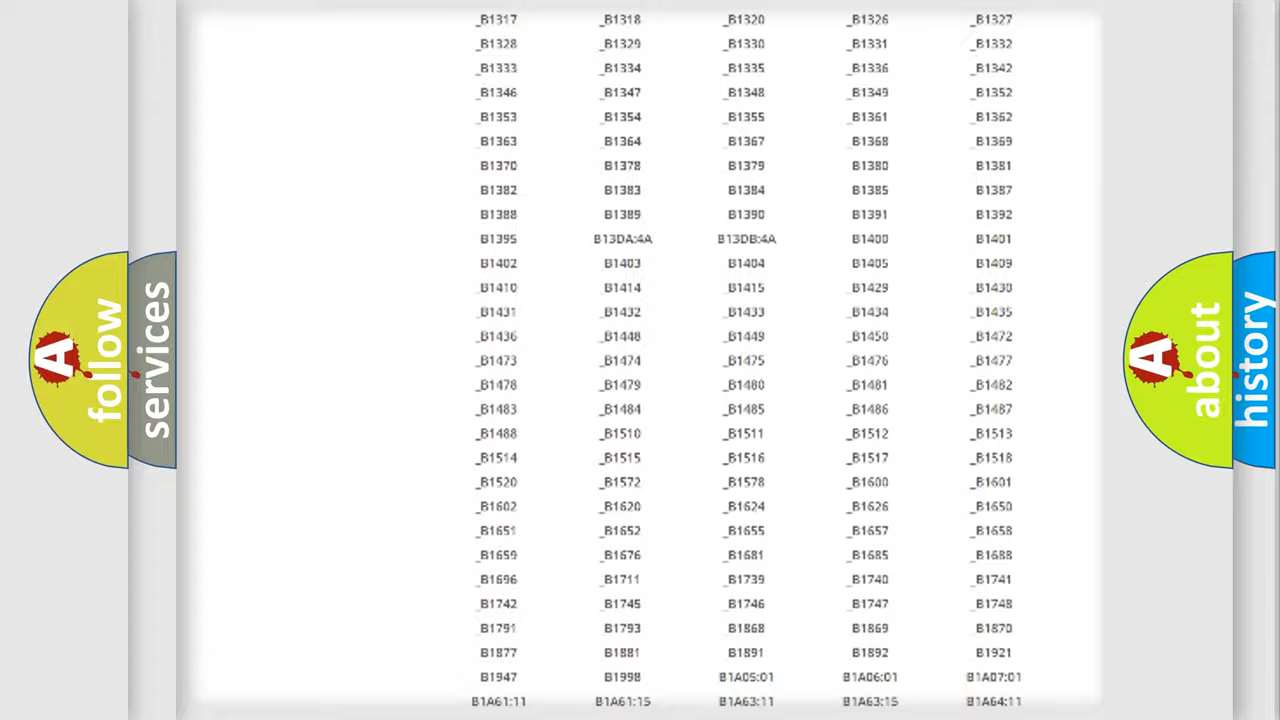 _B1317 _B1318 _B1320 _B1326 _B1327
_B1328 _B1329 _B1330 _B1331 _B1332
_B1333 _B1334 _B1335 _B1336 _B1342
_B1346 _B1347 _B1348 _B1349 _B1352
_B1353 _B1354 _B1355 _B1361 _B1362
_B1363 _B1364 _B1367 _B1368 _B1369
B1370 B1378 B1379 B1380 B1381
B1382 B1383 B1384 B1385 B1387
B1388 B1389 B1390 B1391 B1392
B1395 B13DA:4A B13DB:4A B1400 B1401
B1402 B1403 B1404 B1405 B1409
B1410 B1414 B1415 B1429 B1430
_B1431 _B1432 _B1433 _B1434 _B1435
_B1436 _B1448 _B1449 _B1450 _B1472
_B1473 _B1474 _B1475 _B1476 _B1477
_B1478 _B1479 _B1480 _B1481 _B1482
_B1483 _B1484 _B1485 _B1486 _B1487
_B1488 _B1510 _B1511 _B1512 _B1513
_B1514 _B1515 _B1516 _B1517 _B1518
_B1520 _B1572 _B1578 _B1600 _B1601
_B1602 _B1620 _B1624 _B1626 _B1650
_B1651 _B1652 _B1655 _B1657 _B1658
_B1659 _B1676 _B1681 _B1685 _B1688
_B1696 _B1711 _B1739 _B1740 _B1741
_B1742 _B1745 _B1746 _B1747 _B1748
B1791 B1793 B1868 B1869 B1870
B1877 B1881 B1891 B1892 B1921
B1947 B1998 B1A05:01 B1A06:01 B1A07:01
B1A61:11 B1A61:15 B1A63:11 B1A63:15 B1A64:11
A follow
services
A about
history